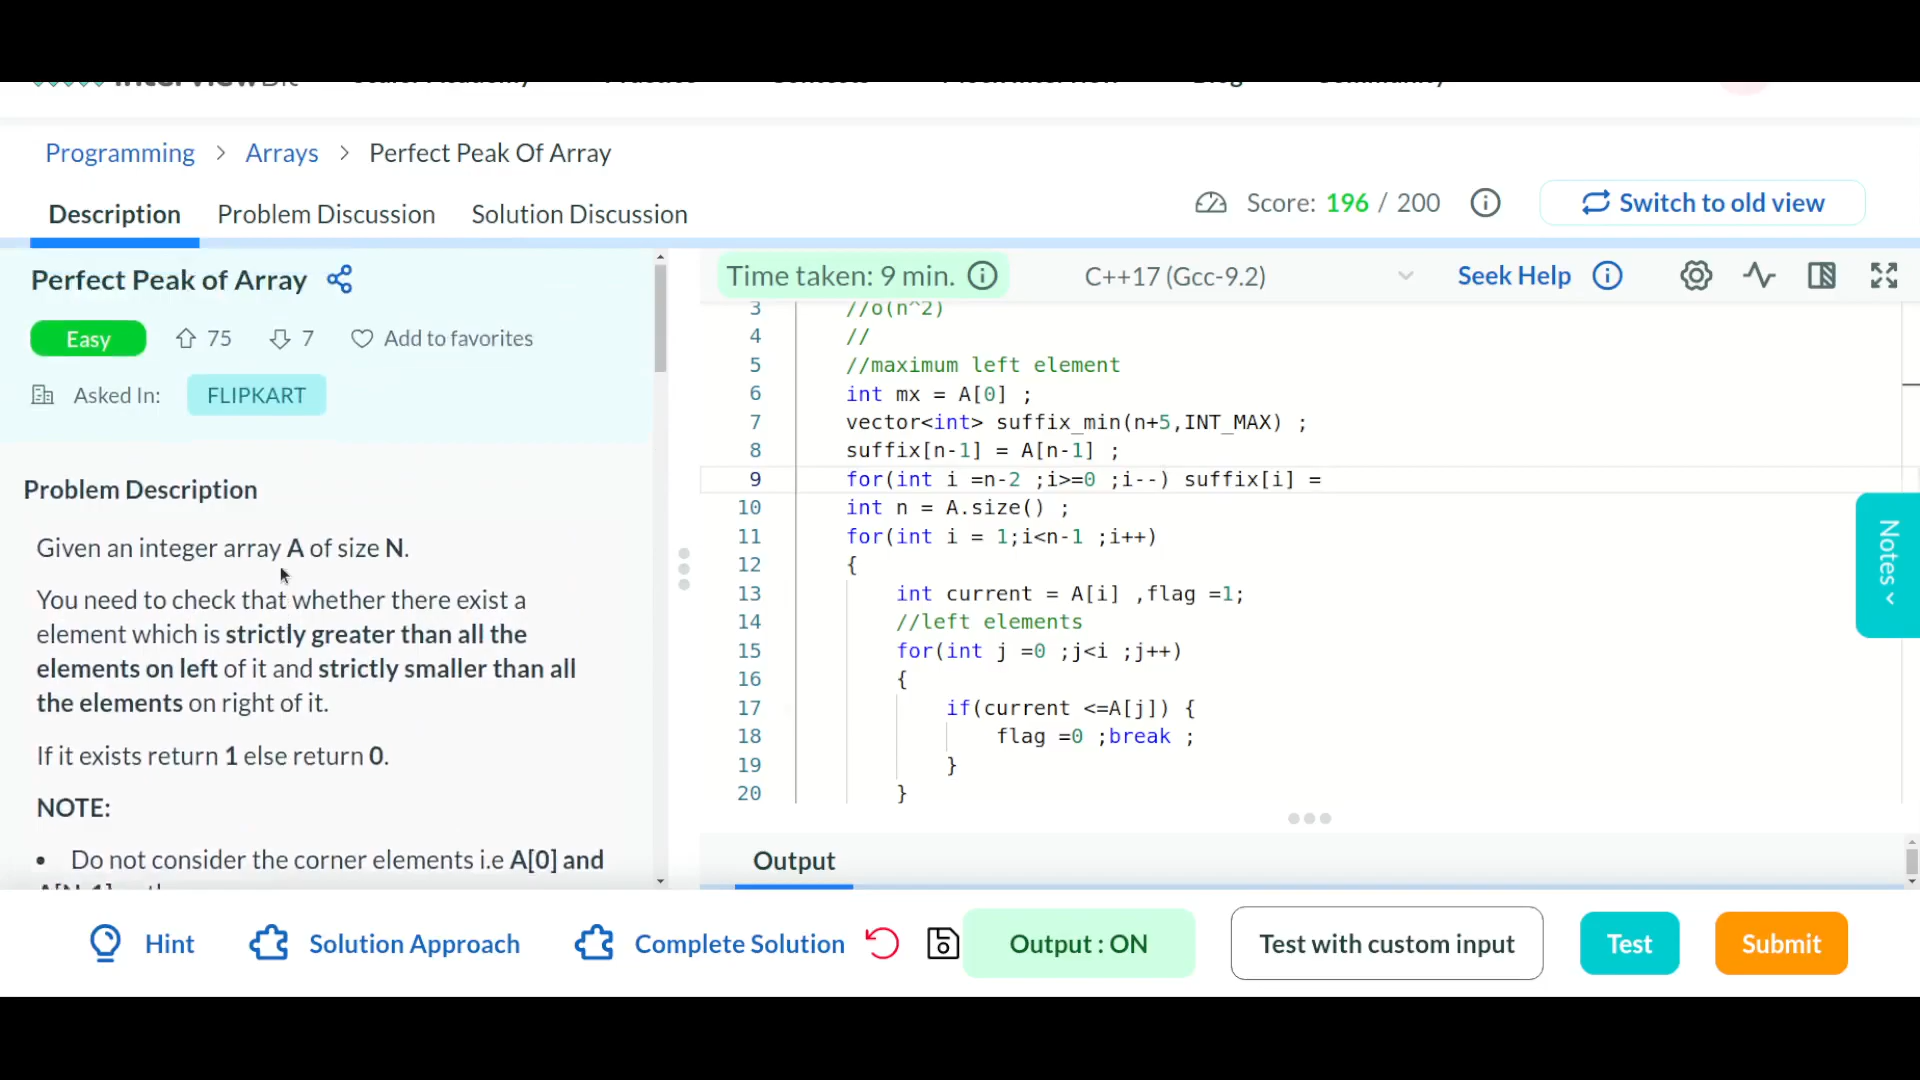 Programming > Arrays > Perfect Peak Of Array
Description Problem Discussion Solution Discussion
Score: 196 / 200
Switch to old view
Perfect Peak of Array
Easy 75 7 Add to favorites
Asked In: FLIPKART
Problem Description
Given an integer array A of size N.
You need to check that whether there exist a
element which is strictly greater than all the
elements on left of it and strictly smaller than all
the elements on right of it.
If it exists return 1 else return 0.
NOTE:
• Do not consider the corner elements i.e A[0] and
Time taken: 9 min.
C++17 (Gcc-9.2)
Seek Help
3 //o(n^2)
4 //
5 //maximum left element
6 int mx = A[0] ;
7 vector<int> suffix_min(n+5,INT_MAX) ;
8 suffix[n-1] = A[n-1] ;
9 for(int i =n-2 ;i>=0 ;i--) suffix[i] =
10 int n = A.size() ;
11 for(int i = 1;i<n-1 ;i++)
12 {
13 int current = A[i] ,flag =1;
14 //left elements
15 for(int j =0 ;j<i ;j++)
16 {
17 if(current <=A[j]) {
18 flag =0 ;break ;
19 }
20 }
Notes
Output
Hint
Solution Approach
Complete Solution
Output : ON
Test with custom input
Test
Submit